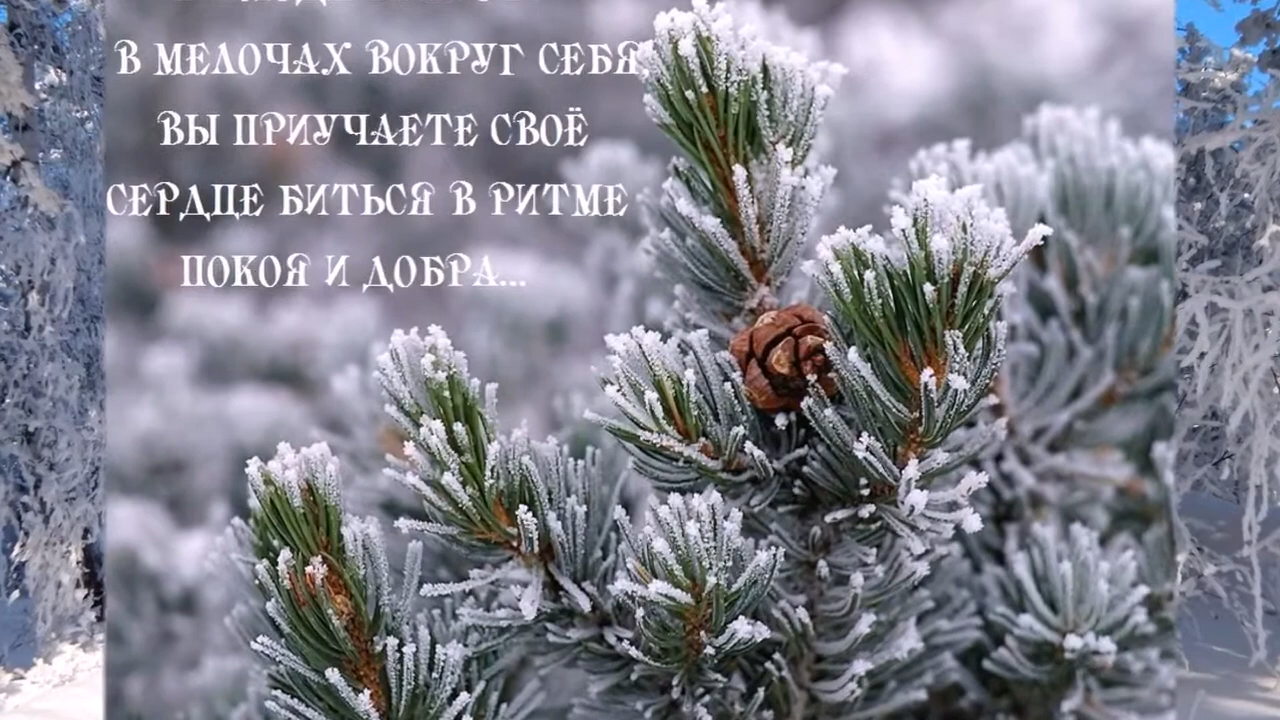 В МЕЛОЧАХ ВОКРУГ СЕБЯ
ВЫ ПРИУЧАЕТЕ СВОЁ
СЕРДЦЕ БИТЬСЯ В РИТМЕ
ПОКОЯ И ДОБРА...